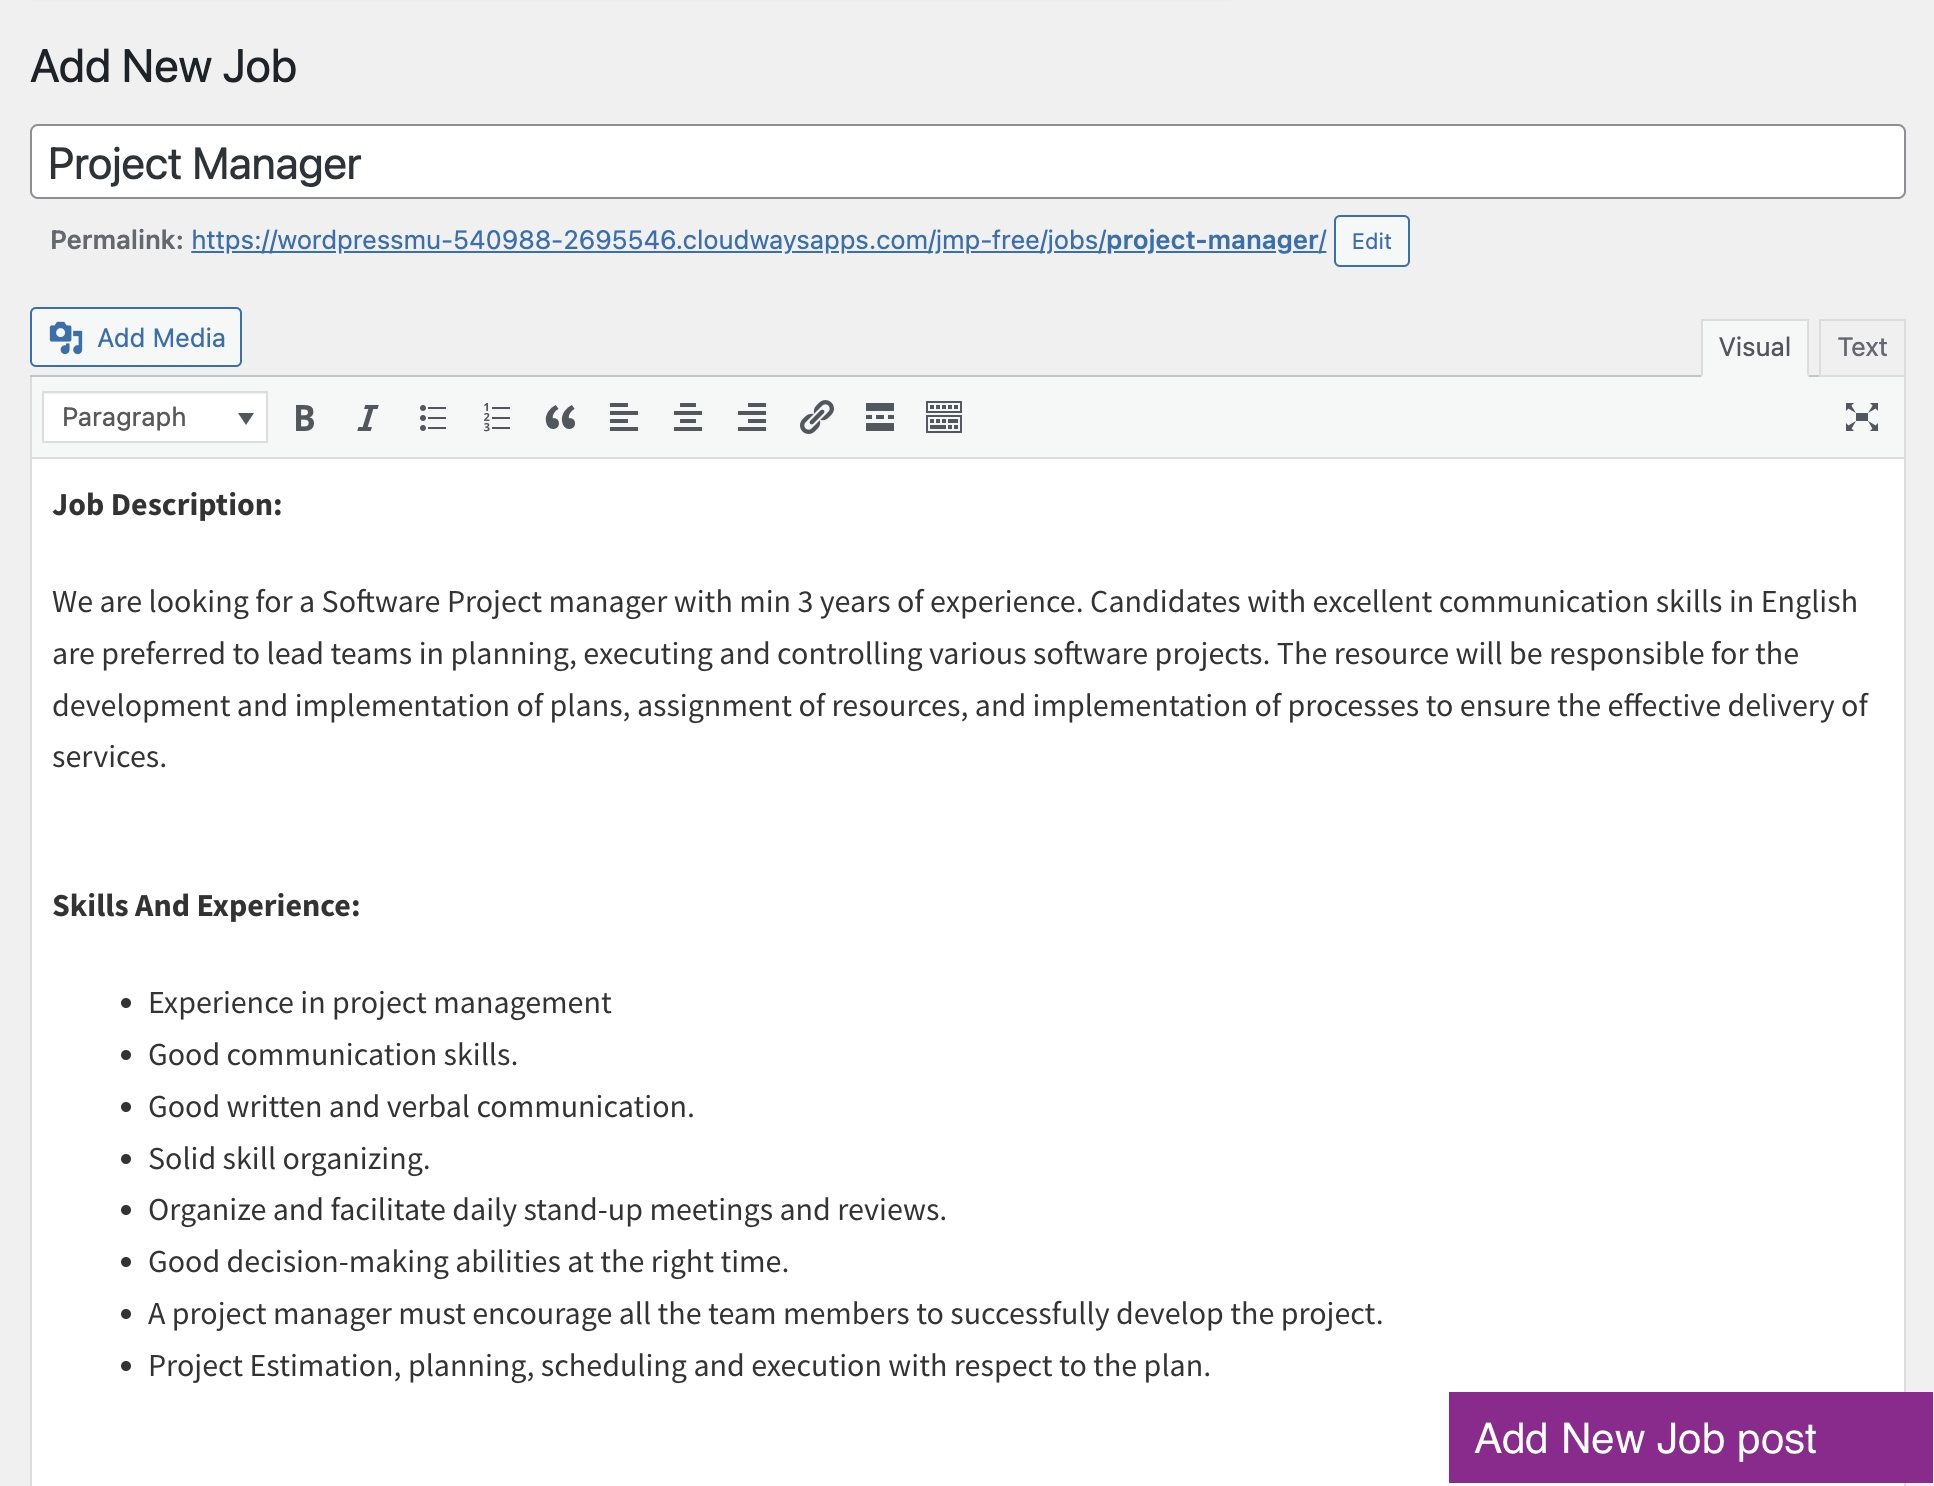 Add New Job
Project Manager
Permalink: https://wordpressmu-540988-2695546.cloudwaysapps.com/jmp-free/jobs/project-manager/ Edit
Add Media
Visual Text
Paragraph
Job Description:
We are looking for a Software Project manager with min 3 years of experience. Candidates with excellent communication skills in English
are preferred to lead teams in planning, executing and controlling various software projects. The resource will be responsible for the
development and implementation of plans, assignment of resources, and implementation of processes to ensure the effective delivery of
services.
Skills And Experience:
• Experience in project management
• Good communication skills.
• Good written and verbal communication.
• Solid skill organizing.
• Organize and facilitate daily stand-up meetings and reviews.
• Good decision-making abilities at the right time.
• A project manager must encourage all the team members to successfully develop the project.
• Project Estimation, planning, scheduling and execution with respect to the plan.
Add New Job post